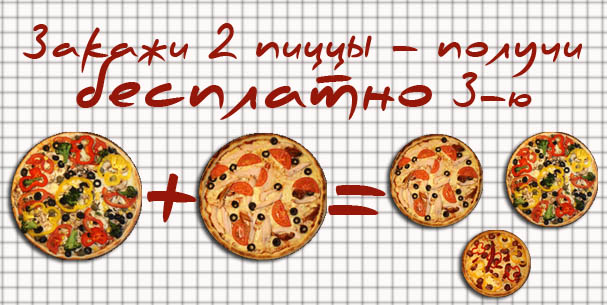 Закажи 2 пиццы - получи
бесплатно 3-ю
+ =